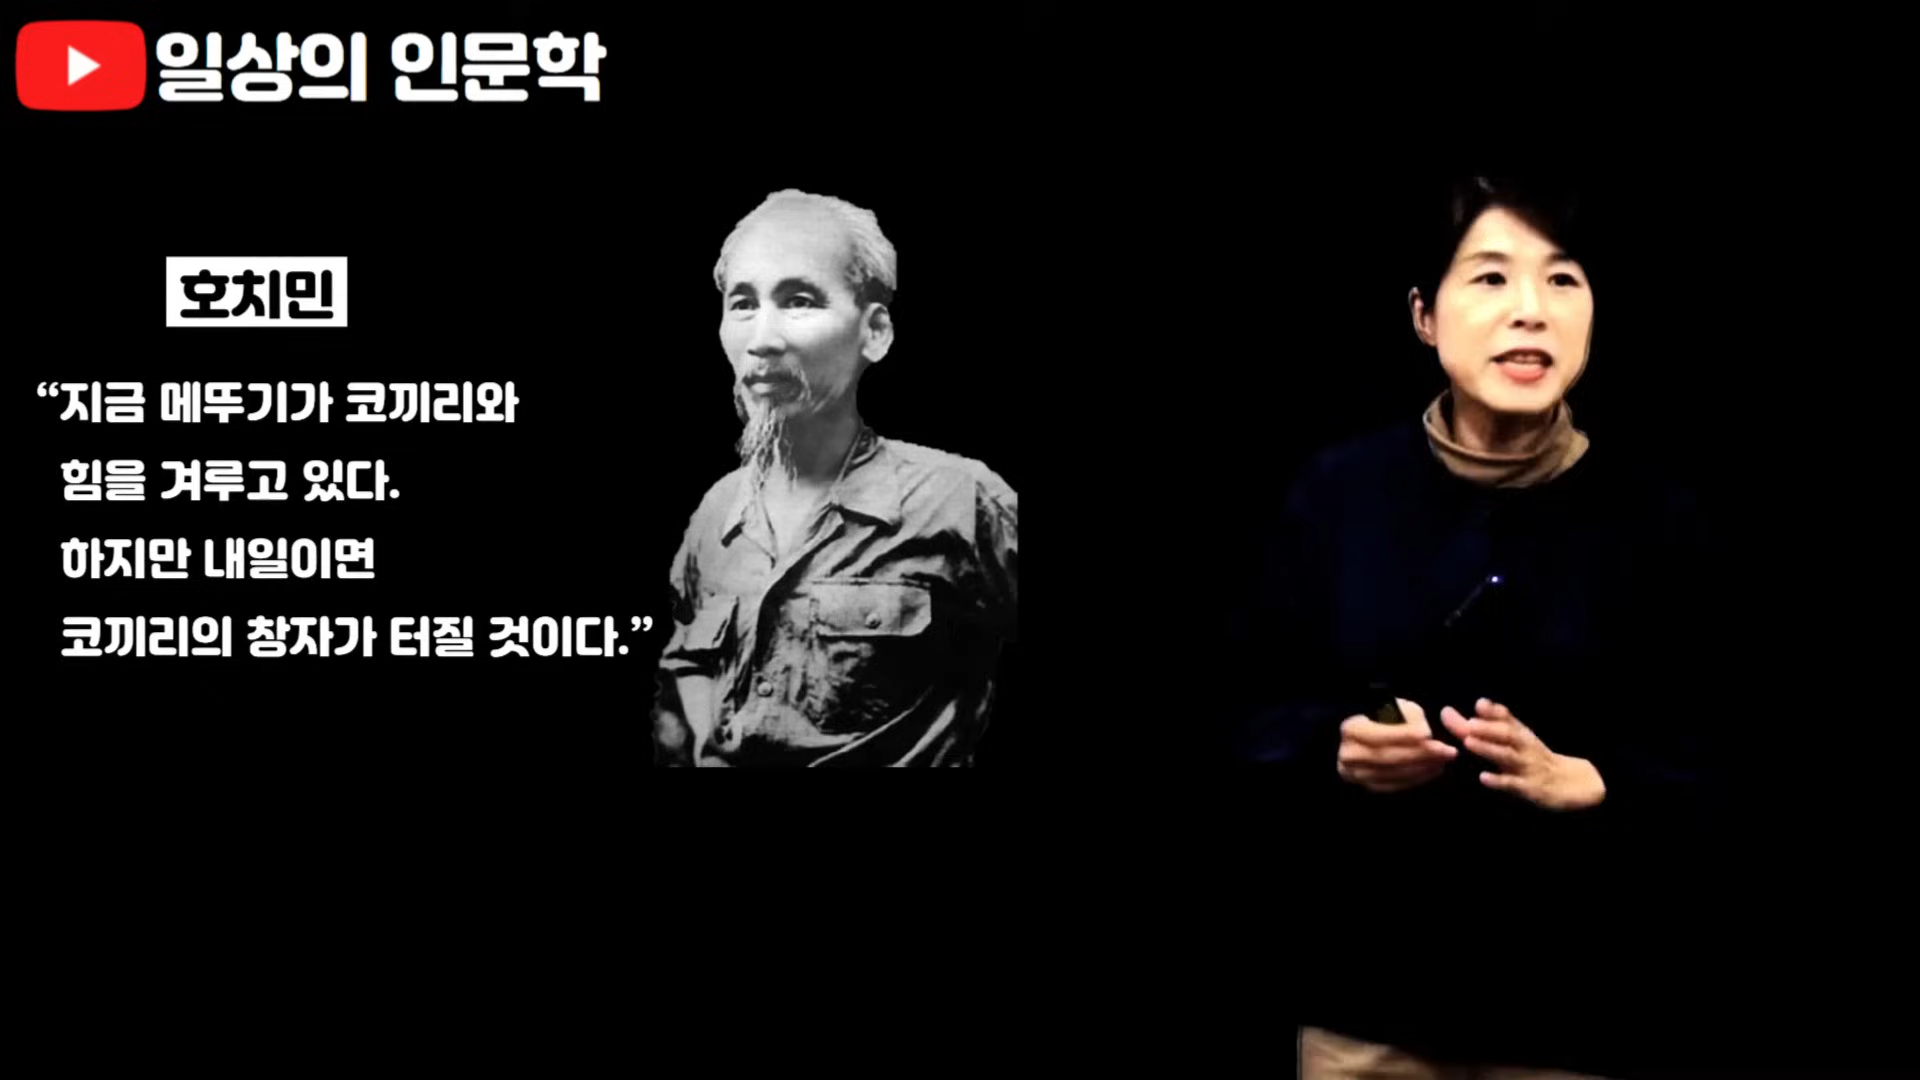 일상의 인문학
호치민
“지금 메뚜기가 코끼리와
힘을 겨루고 있다.
하지만 내일이면
코끼리의 창자가 터질 것이다.”